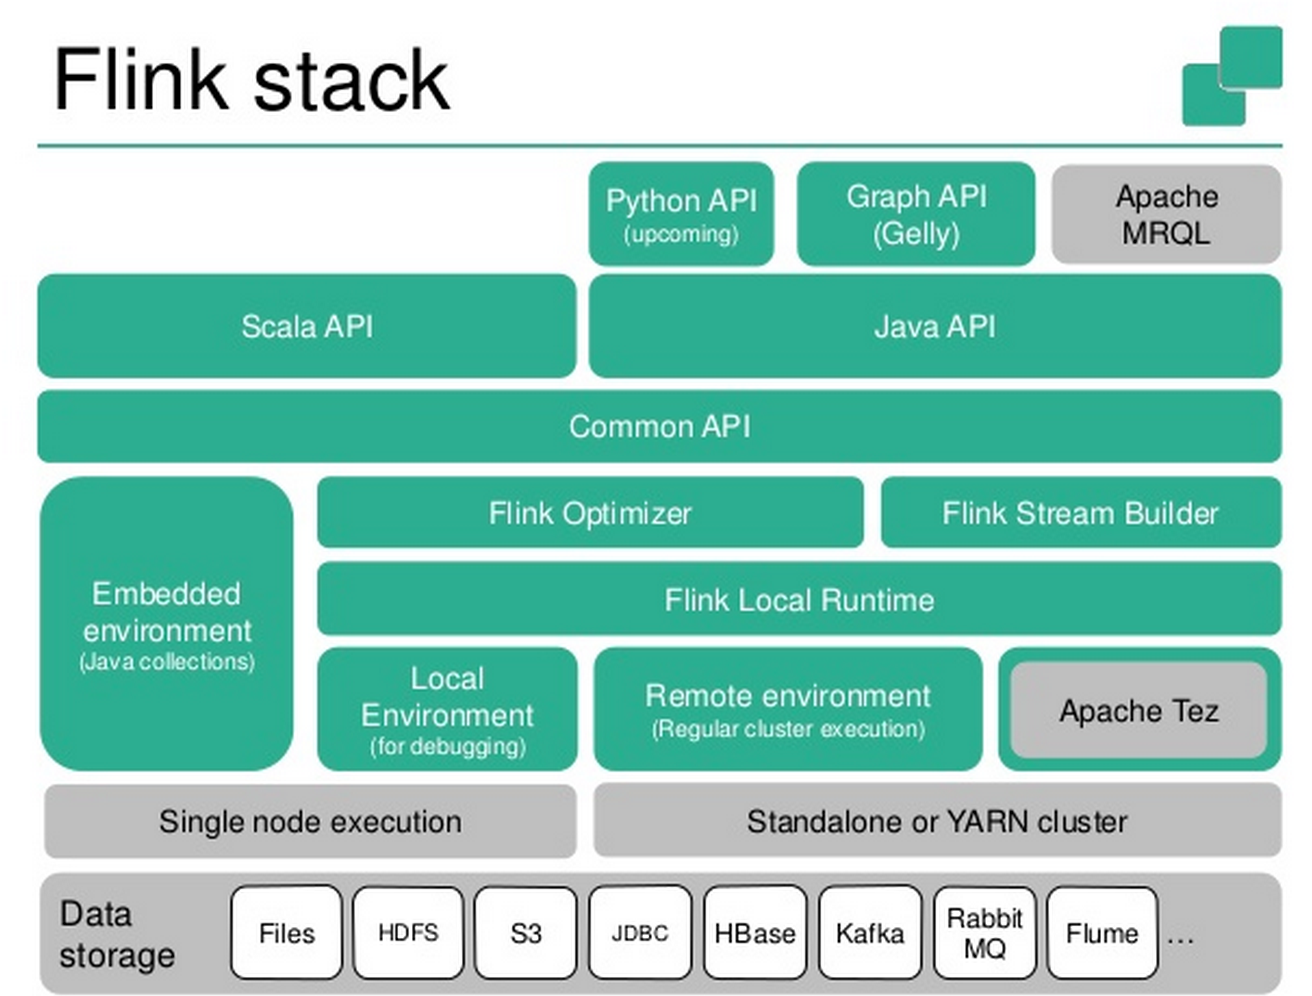 Flink stack
Python API
(upcoming)
Graph API
(Gelly)
Apache
MRQL
Scala API
Java API
Common API
Embedded
environment
(Java collections)
Flink Optimizer
Flink Stream Builder
Flink Local Runtime
Local
Environment
(for debugging)
Remote environment
(Regular cluster execution)
Apache Tez
Single node execution
Standalone or YARN cluster
Data
storage
Files
HDFS
S3
JDBC
HBase
Kafka
Rabbit
MQ
Flume
...